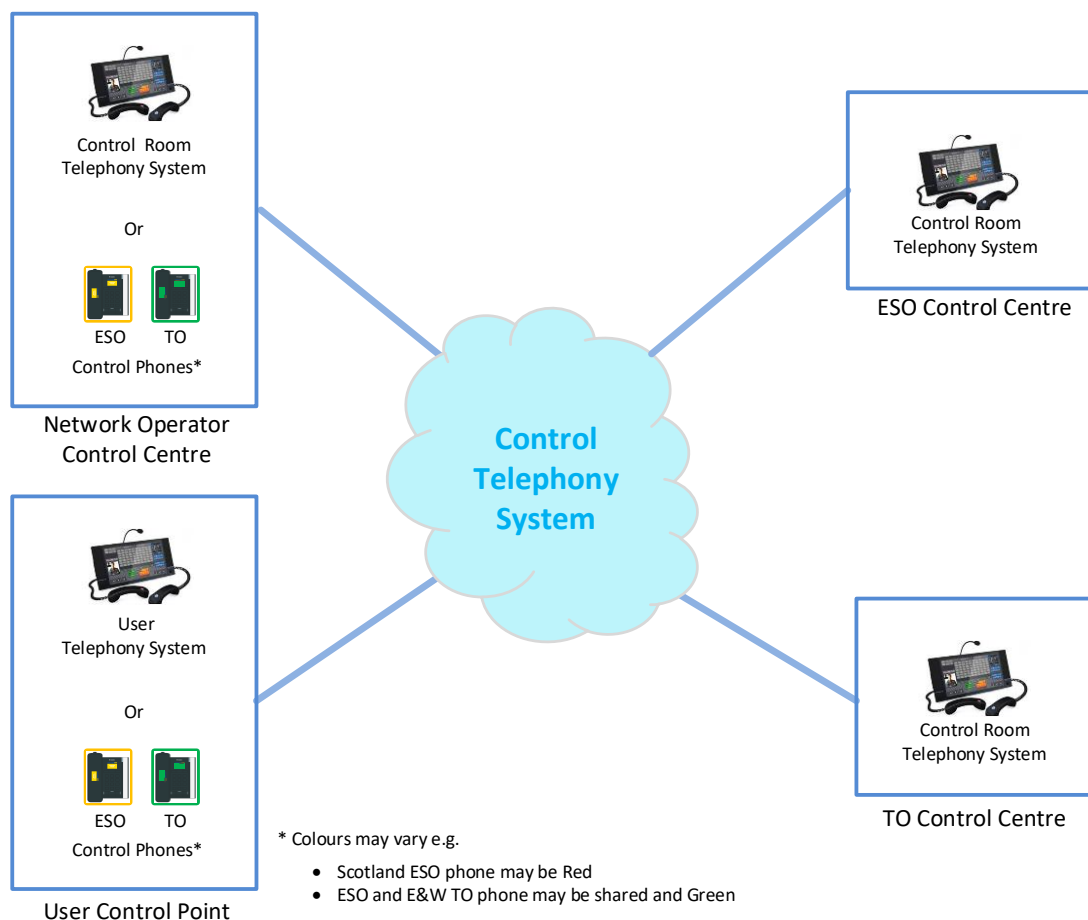 Control Room
Telephony System
Or
ESO TO
Control Phones*
Network Operator
Control Centre
User
Telephony System
Or
ESO TO
Control Phones*
User Control Point
Control
Telephony
System
Control Room
Telephony System
ESO Control Centre
Control Room
Telephony System
TO Control Centre
* Colours may vary e.g.
• Scotland ESO phone may be Red
• ESO and E&W TO phone may be shared and Green